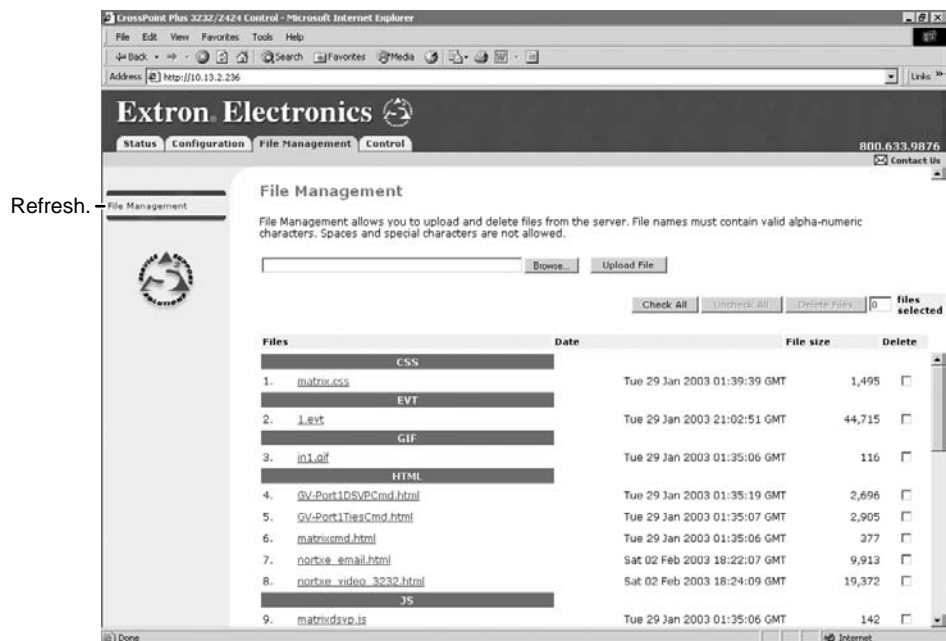 CrossPoint Plus 3232/2424 Control - Microsoft Internet Explorer
File Edit View Favorites Tools Help
Back Search Favorites Media
Address http://10.13.2.236 Links »
Extron. Electronics
Status Configuration File Management Control 800.633.9876
Contact Us
Refresh. File Management
SERVICE SUPPORT SOLUTIONS
File Management
File Management allows you to upload and delete files from the server. File names must contain valid alpha-numeric
characters. Spaces and special characters are not allowed.
Browse... Upload File
Check All Uncheck All Delete Files 0 files selected
Files Date File size Delete
CSS
1. matrix.css Tue 29 Jan 2003 01:39:39 GMT 1,495
EVT
2. 1.evt Tue 29 Jan 2003 21:02:51 GMT 44,715
GIF
3. in1.gif Tue 29 Jan 2003 01:35:06 GMT 116
HTML
4. GV-Port1DSVPCmd.html Tue 29 Jan 2003 01:35:19 GMT 2,696
5. GV-Port1TiesCmd.html Tue 29 Jan 2003 01:35:07 GMT 2,905
6. matrixcmd.html Tue 29 Jan 2003 01:35:06 GMT 377
7. nortxe_email.html Sat 02 Feb 2003 18:22:07 GMT 9,913
8. nortxe_video_3232.html Sat 02 Feb 2003 18:24:09 GMT 19,372
JS
9. matrixdsvp.js Tue 29 Jan 2003 01:35:06 GMT 142
Done Internet